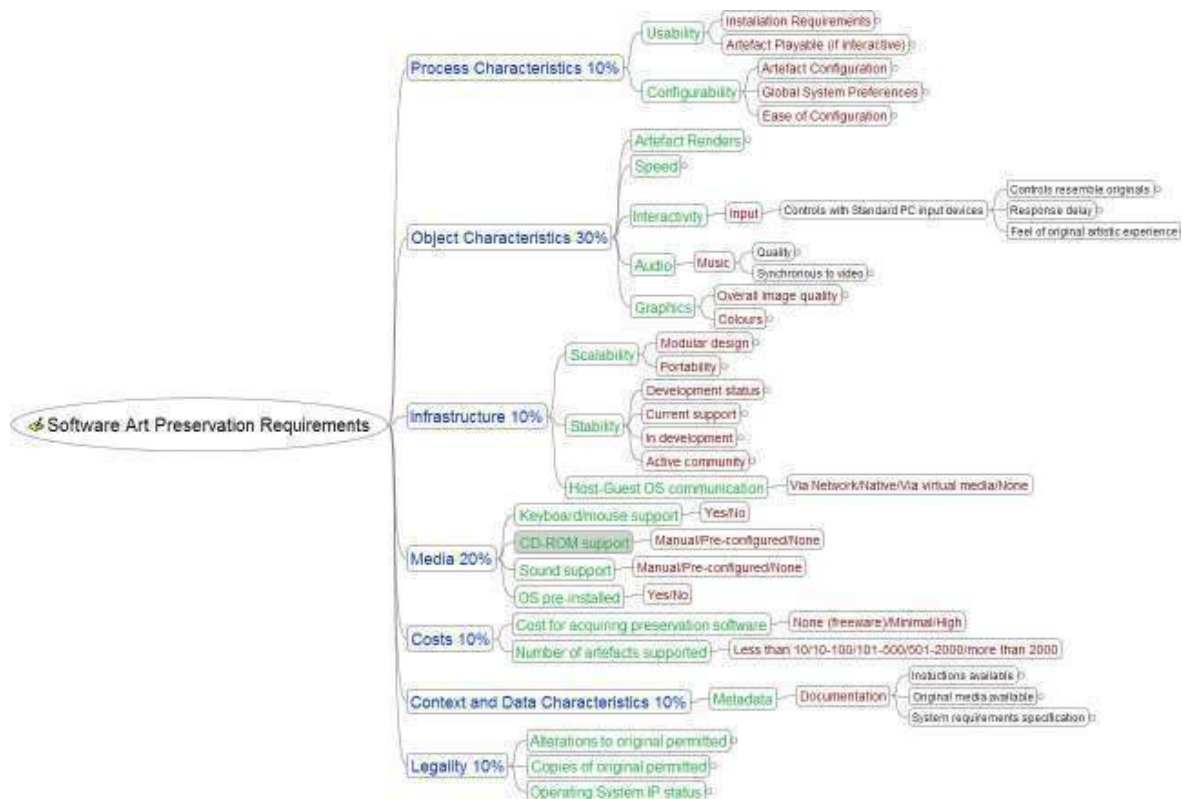 Software Art Preservation Requirements
Process Characteristics 10%
Usability
Installation Requirements
Artefact Playable (if interactive)
Configurability
Artefact Configuration
Global System Preferences
Ease of Configuration
Object Characteristics 30%
Artefact Renders
Speed
Interactivity
Input
Controls with Standard PC input devices
Controls resemble originals
Response delay
Feel of original artistic experience
Audio
Music
Quality
Synchronous to video
Graphics
Overall Image quality
Colours
Infrastructure 10%
Scalability
Modular design
Portability
Stability
Development status
Current support
In development
Active community
Host-Guest OS communication
Via Network/Native/Via virtual media/None
Media 20%
Keyboard/mouse support
Yes/No
CD-ROM support
Manual/Pre-configured/None
Sound support
Manual/Pre-configured/None
OS pre-installed
Yes/No
Costs 10%
Cost for acquiring preservation software
None (freeware)/Minimal/High
Number of artefacts supported
Less than 10/10-100/101-500/501-2000/more than 2000
Context and Data Characteristics 10%
Metadata
Documentation
Instuctions available
Original media available
System requirements specification
Legality 10%
Alterations to original permitted
Copies of original permitted
Operating System IP status